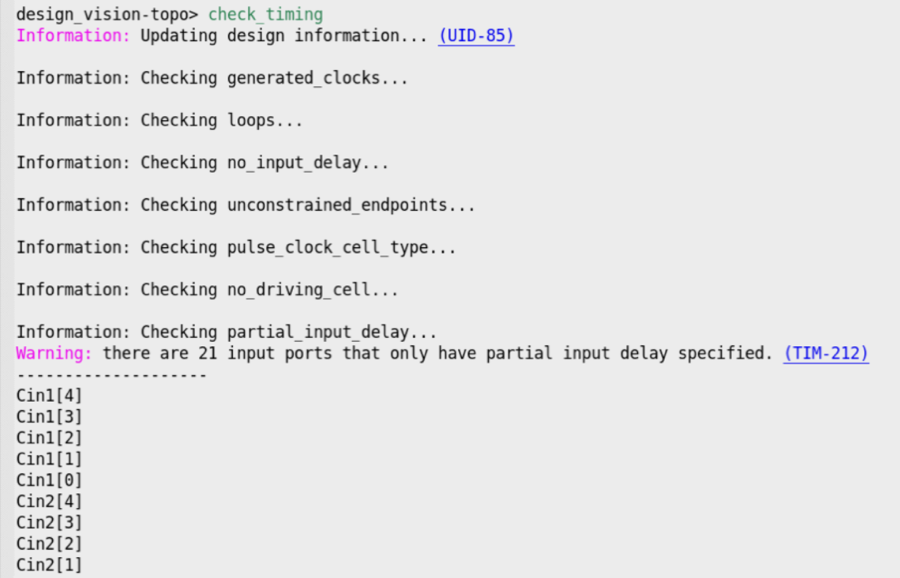 design_vision-topo> check_timing
Information: Updating design information... (UID-85)
Information: Checking generated_clocks...
Information: Checking loops...
Information: Checking no_input_delay...
Information: Checking unconstrained_endpoints...
Information: Checking pulse_clock_cell_type...
Information: Checking no_driving_cell...
Information: Checking partial_input_delay...
Warning: there are 21 input ports that only have partial input delay specified. (TIM-212)
--------------------
Cin1[4]
Cin1[3]
Cin1[2]
Cin1[1]
Cin1[0]
Cin2[4]
Cin2[3]
Cin2[2]
Cin2[1]